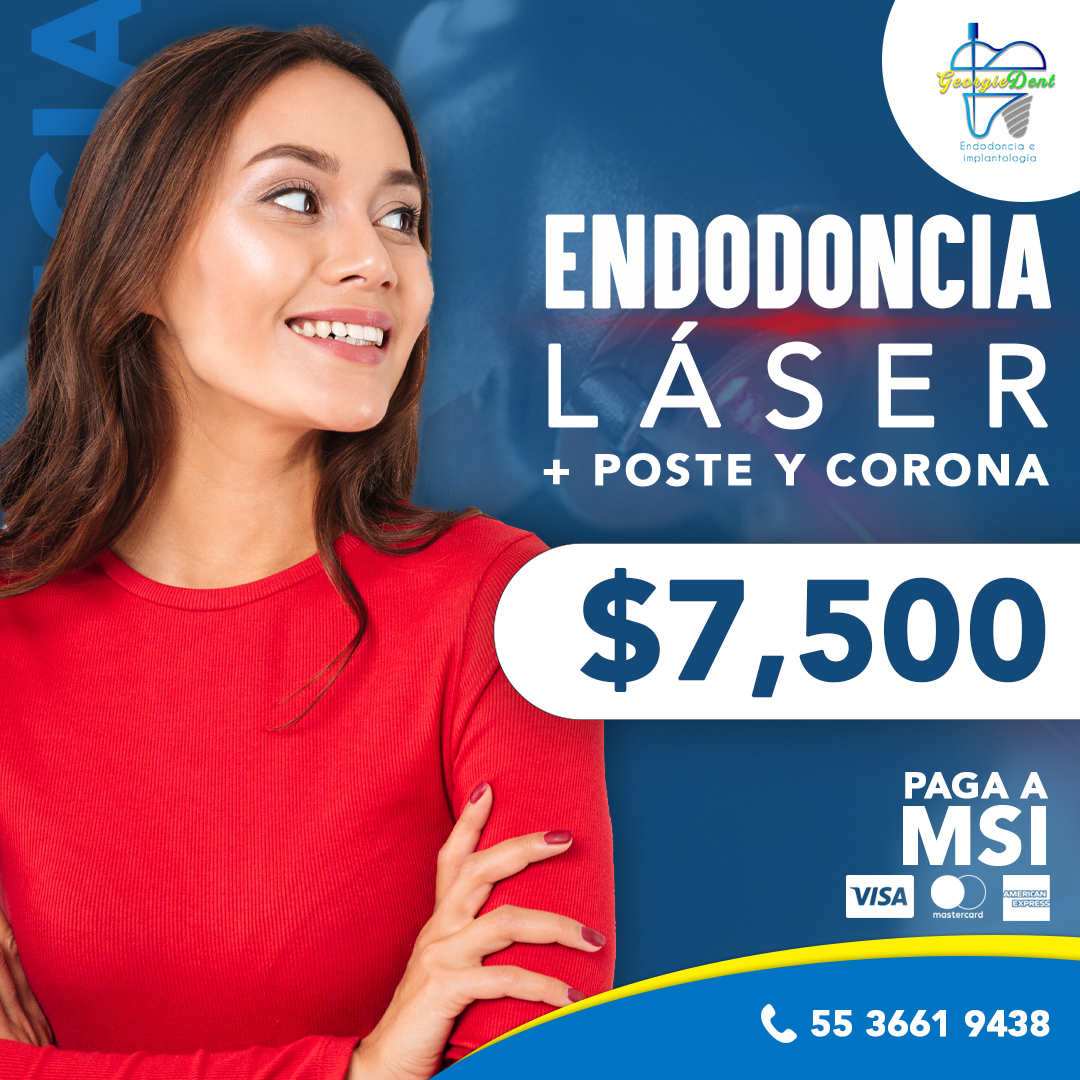 GeorgieDent
Endodoncia e
implantología
ENDODONCIA
LÁSER
+ POSTE Y CORONA
$7,500
PAGA A
MSI
VISA
mastercard
AMERICAN
EXPRESS
55 3661 9438